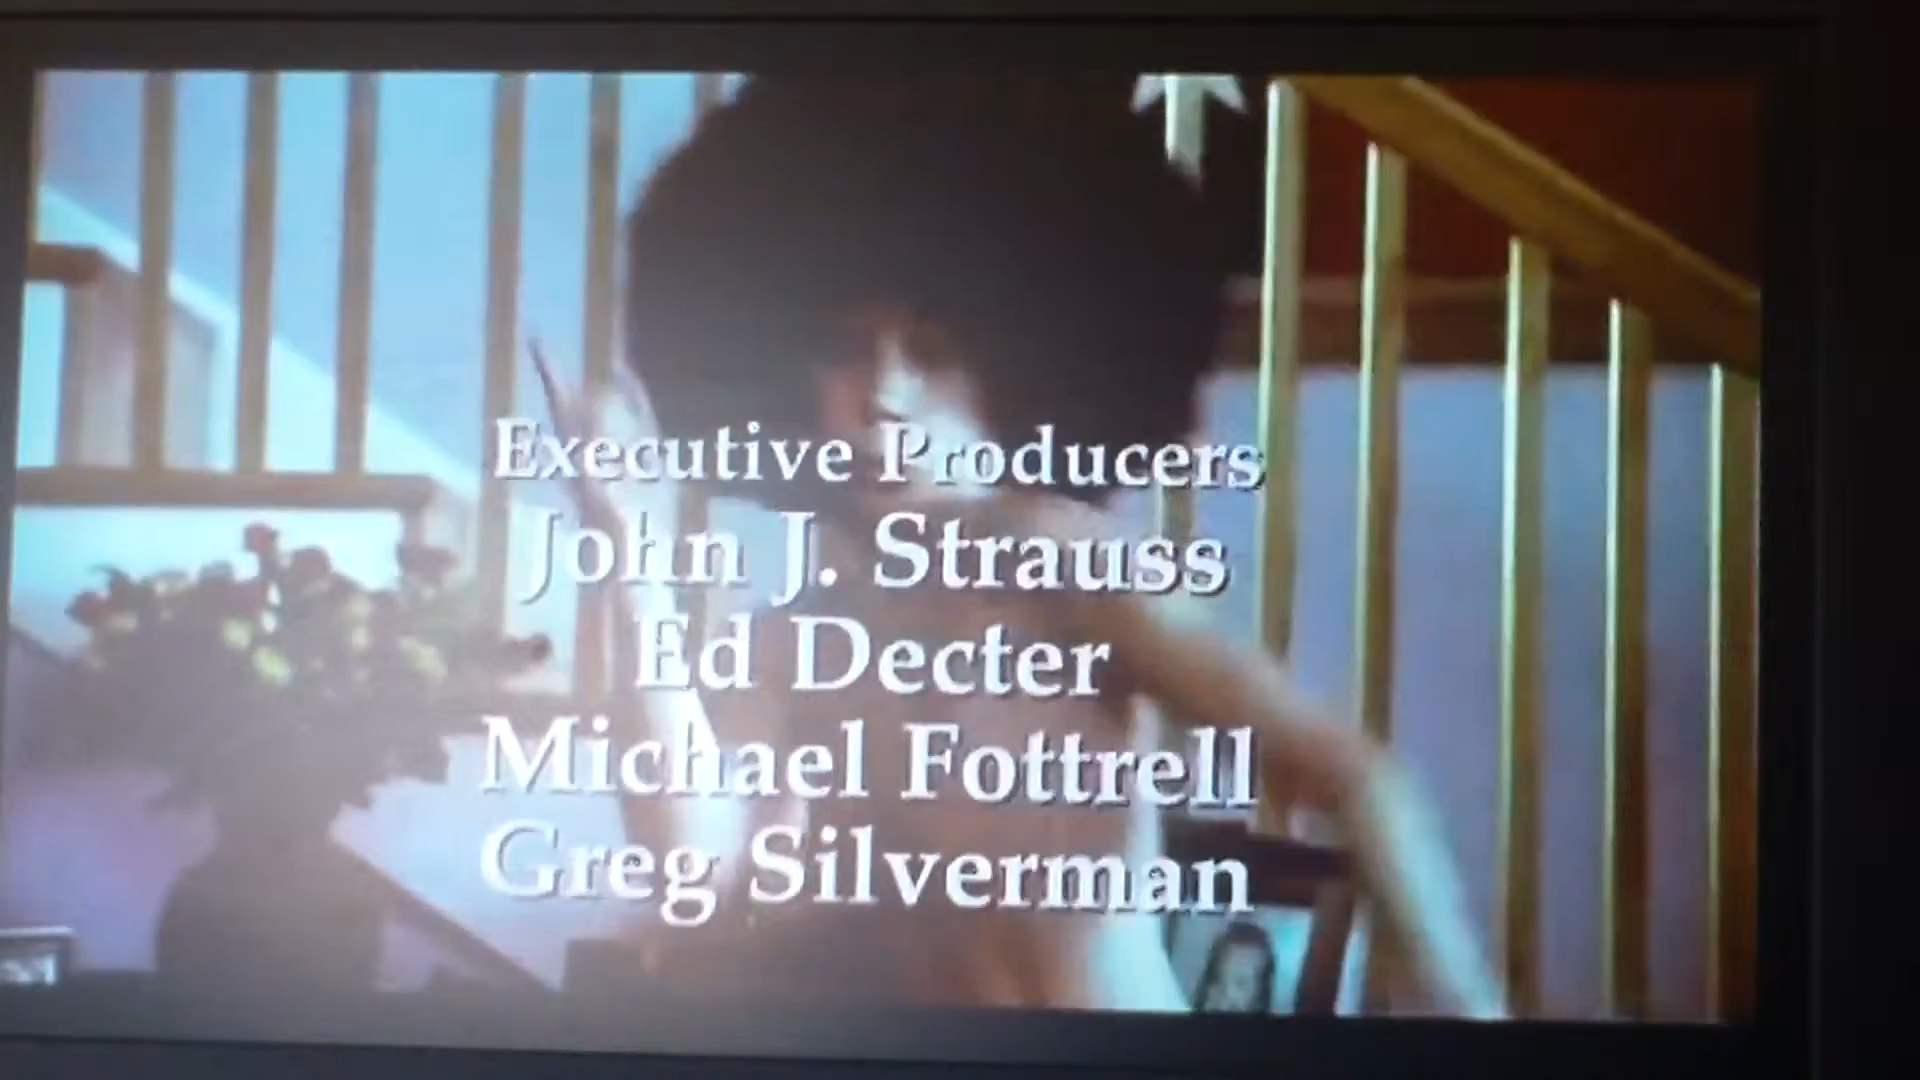 Executive Producers
John J. Strauss
Ed Decter
Michael Fottrell
Greg Silverman